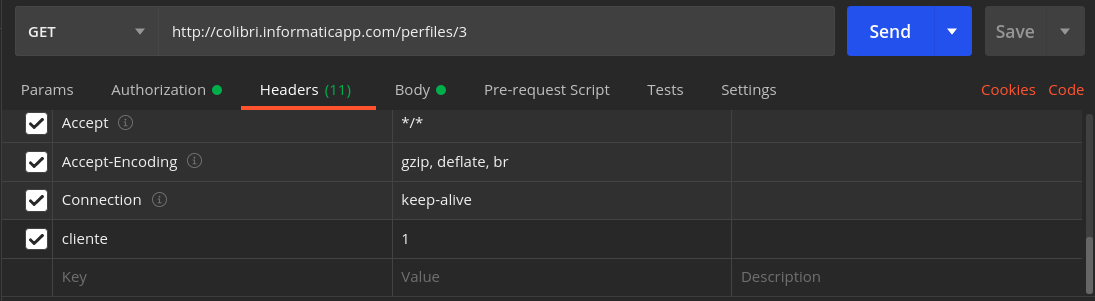 GET http://colibri.informaticapp.com/perfiles/3 Send Save
Params Authorization Headers (11) Body Pre-request Script Tests Settings Cookies Code
Accept */*
Accept-Encoding gzip, deflate, br
Connection keep-alive
cliente 1
Key Value Description